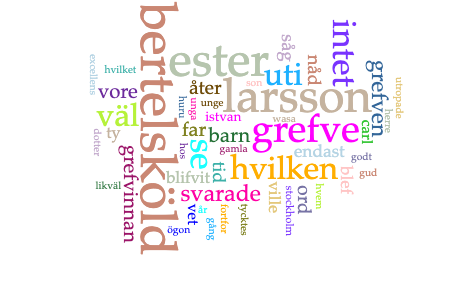 bertelsköld
excellens
hvilket
vore
väl
ty
dotter
grefvinnan
likväl
ester
larsson
åter
uti
såg
nåd
intet
grefven
utropade
herre
carl
son
unge
unga
huru
istvan
wasa
grefve
far
barn
se
hos
gamla
endast
godt
blifvit
tid
hvilken
blef
gud
svarade
ville
stockholm
ord
hvem
vet
är
gång
fortfor
tycktes
ögon